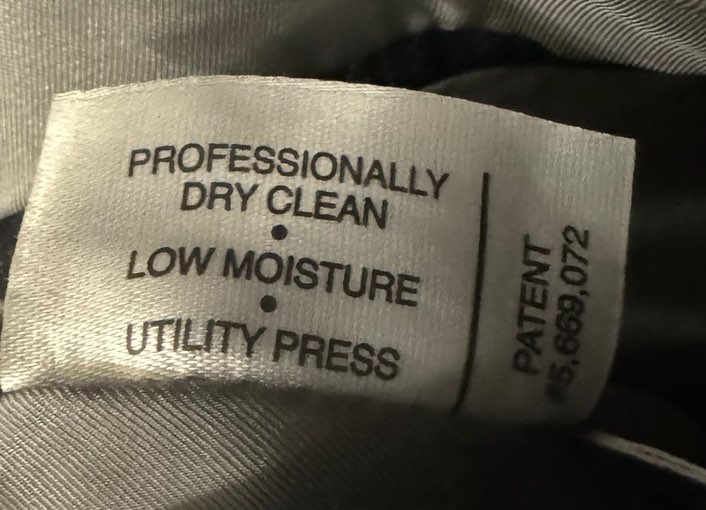 PROFESSIONALLY
DRY CLEAN
•
LOW MOISTURE
•
UTILITY PRESS
PATENT
#5,669,072